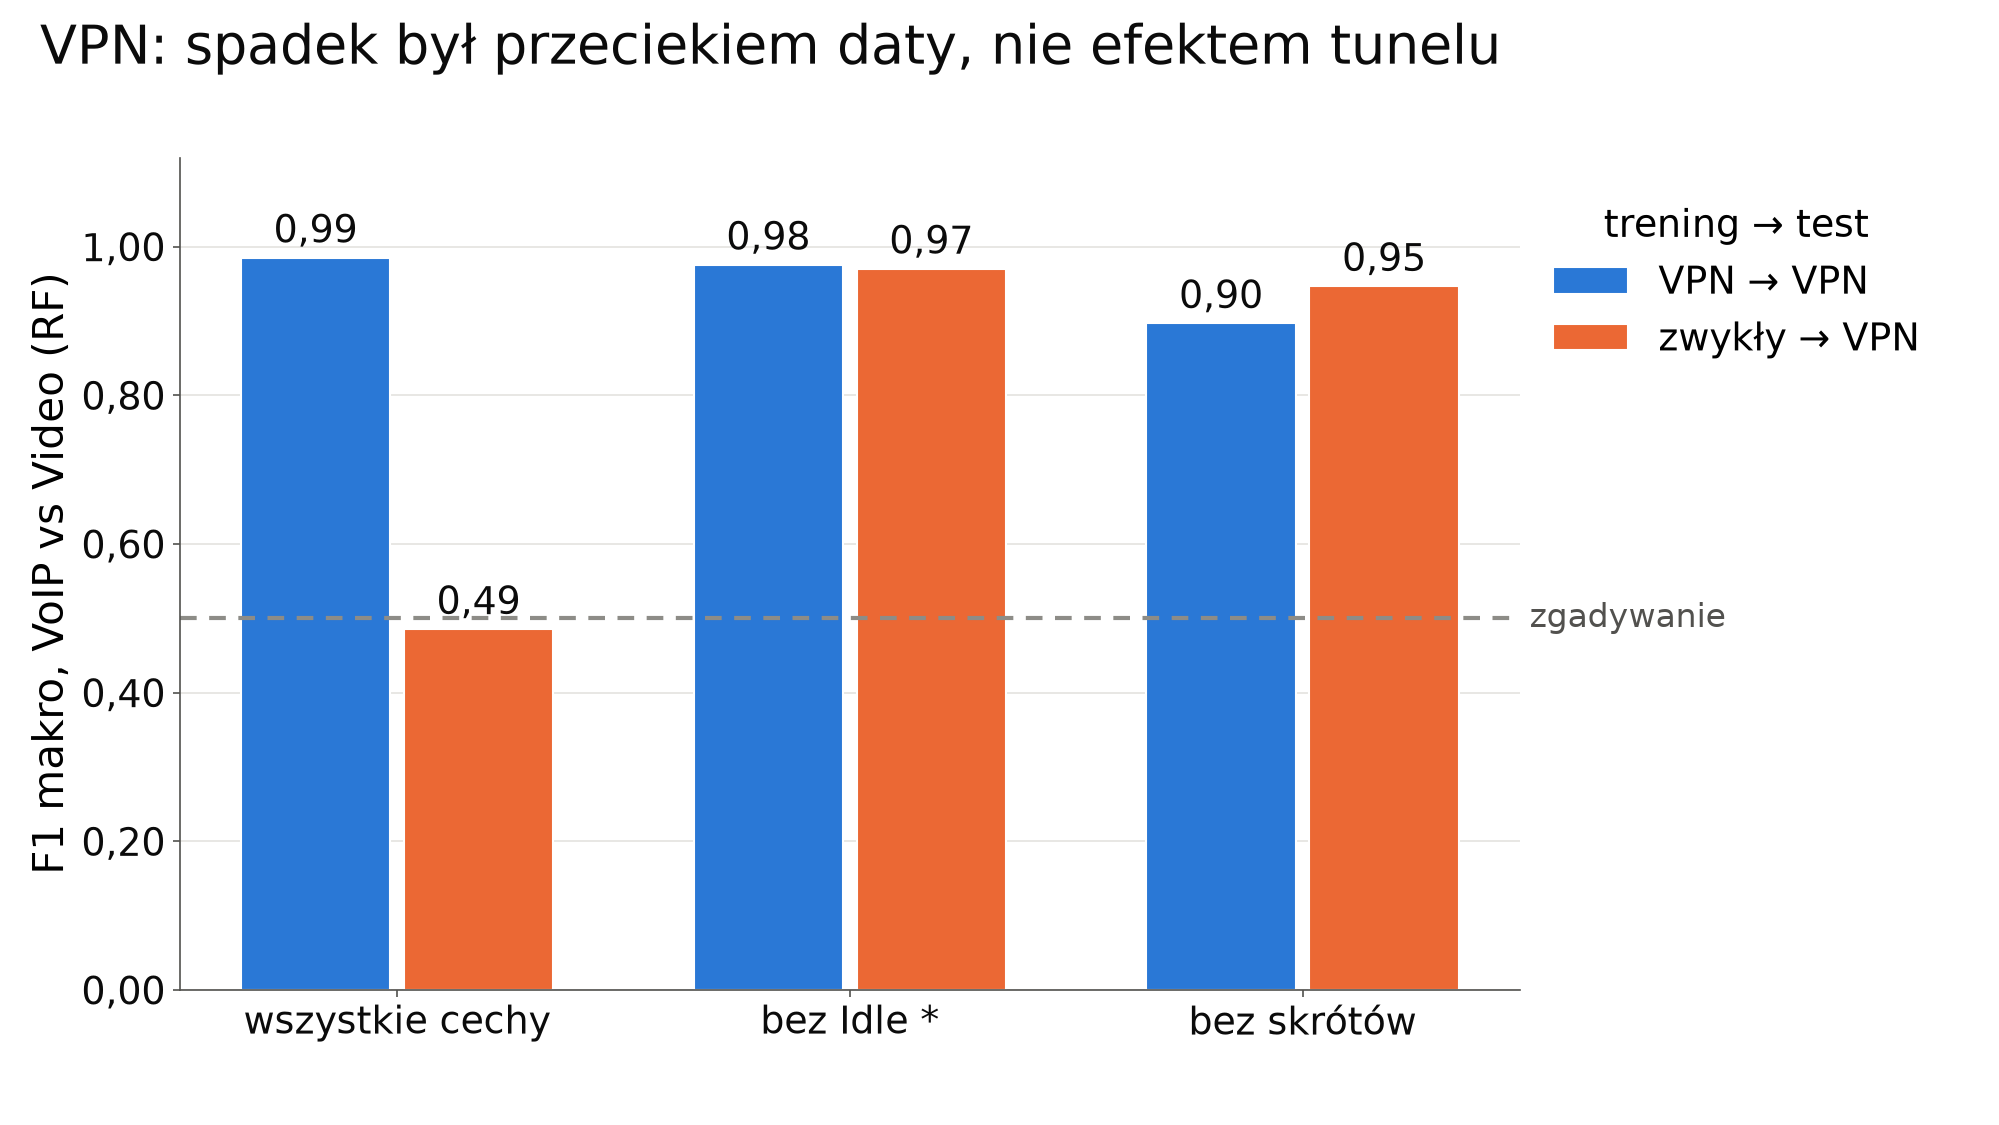 VPN: spadek był przeciekiem daty, nie efektem tunelu
F1 makro, VoIP vs Video (RF)
1,00
0,80
0,60
0,40
0,20
0,00
0,99
0,49
0,98
0,97
0,90
0,95
wszystkie cechy
bez Idle *
bez skrótów
zgadywanie
trening → test
VPN → VPN
zwykły → VPN